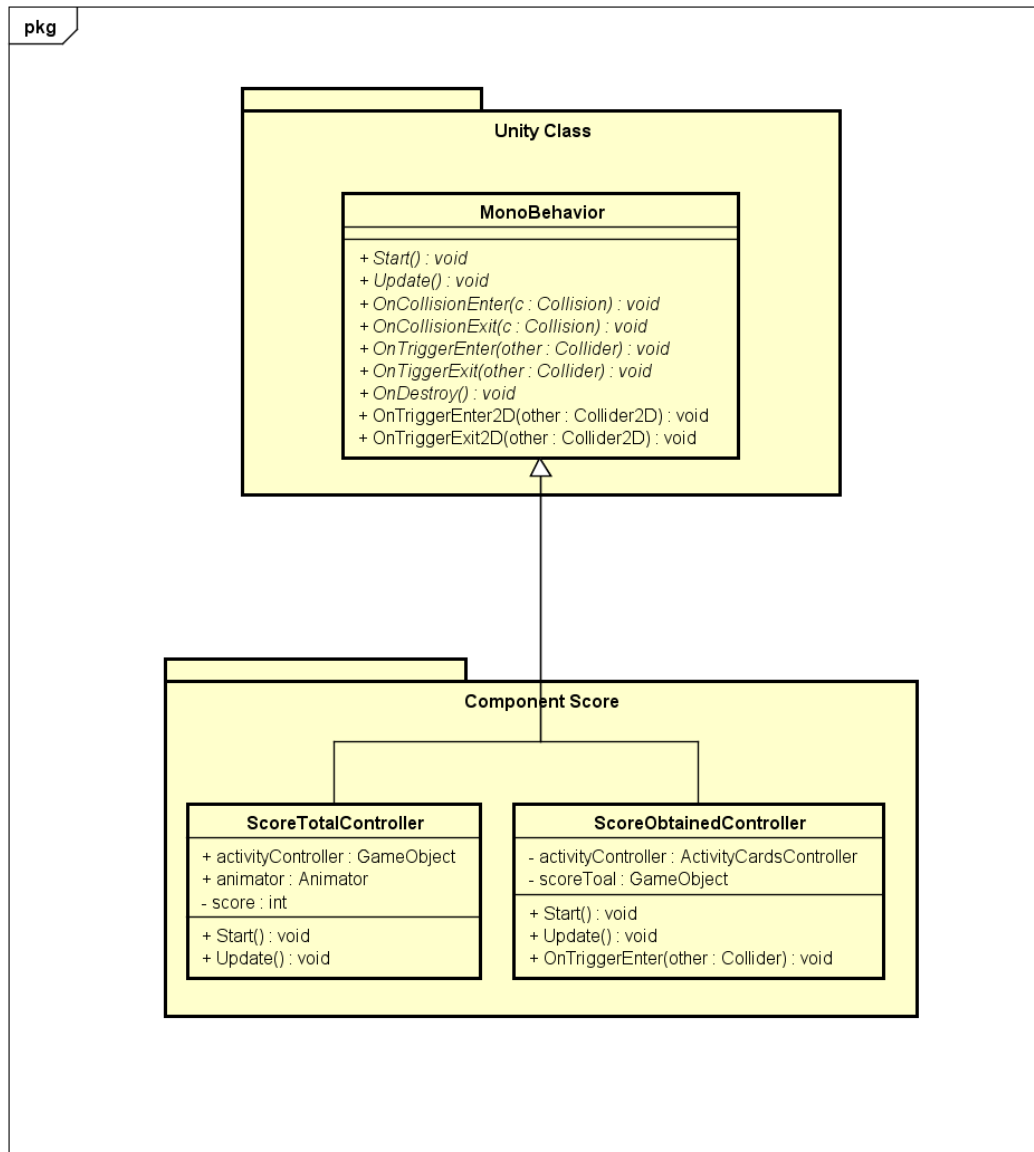 pkg
Unity Class
MonoBehavior
+ Start() : void
+ Update() : void
+ OnCollisionEnter(c : Collision) : void
+ OnCollisionExit(c : Collision) : void
+ OnTriggerEnter(other : Collider) : void
+ OnTiggerExit(other : Collider) : void
+ OnDestroy() : void
+ OnTriggerEnter2D(other : Collider2D) : void
+ OnTriggerExit2D(other : Collider2D) : void
Component Score
ScoreTotalController
+ activityController : GameObject
+ animator : Animator
- score : int
+ Start() : void
+ Update() : void
ScoreObtainedController
- activityController : ActivityCardsController
- scoreToal : GameObject
+ Start() : void
+ Update() : void
+ OnTriggerEnter(other : Collider) : void